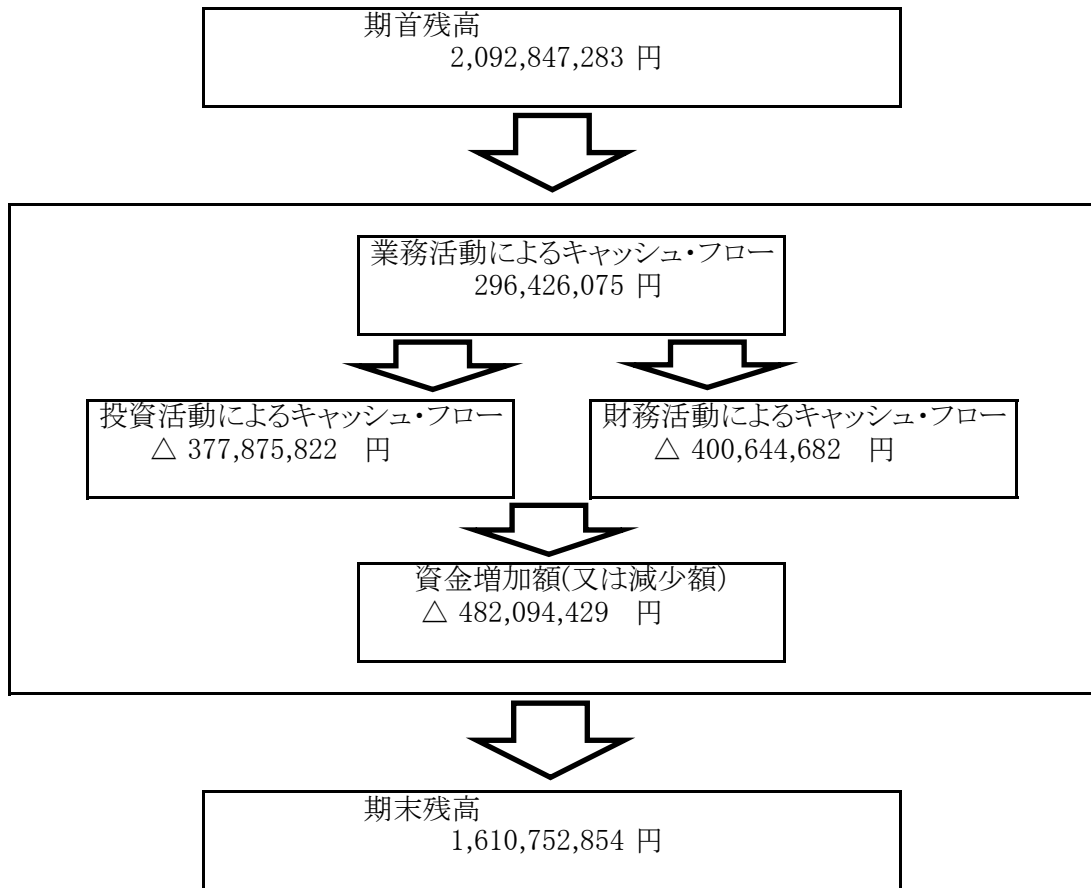 期首残高
2,092,847,283 円
業務活動によるキャッシュ・フロー
296,426,075 円
投資活動によるキャッシュ・フロー
△ 377,875,822 円
財務活動によるキャッシュ・フロー
△ 400,644,682 円
資金増加額(又は減少額)
△ 482,094,429 円
期末残高
1,610,752,854 円